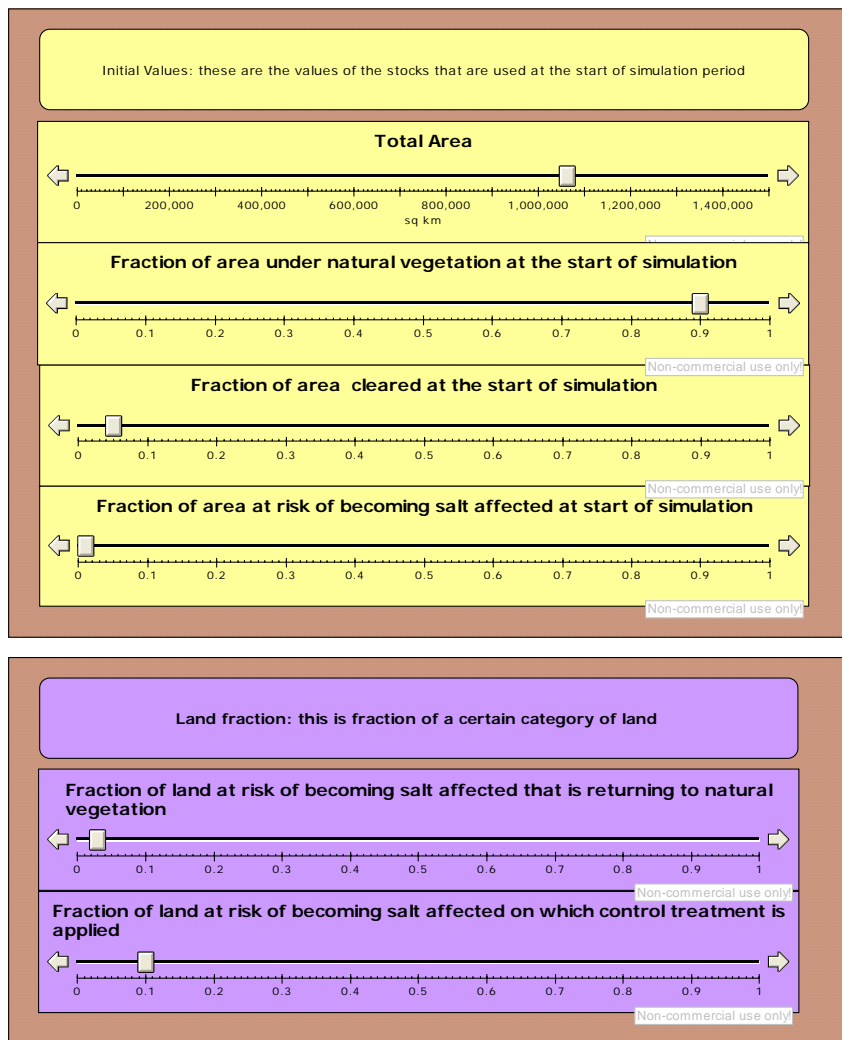 Initial Values: these are the values of the stocks that are used at the start of simulation period
Total Area
0 200,000 400,000 600,000 800,000 1,000,000 1,200,000 1,400,000
sq km
Non-commercial use only!
Fraction of area under natural vegetation at the start of simulation
0 0.1 0.2 0.3 0.4 0.5 0.6 0.7 0.8 0.9 1
Non-commercial use only!
Fraction of area  cleared at the start of simulation
0 0.1 0.2 0.3 0.4 0.5 0.6 0.7 0.8 0.9 1
Non-commercial use only!
Fraction of area at risk of becoming salt affected at start of simulation
0 0.1 0.2 0.3 0.4 0.5 0.6 0.7 0.8 0.9 1
Non-commercial use only!
Land fraction: this is fraction of a certain category of land
Fraction of land at risk of becoming salt affected that is returning to natural
vegetation
0 0.1 0.2 0.3 0.4 0.5 0.6 0.7 0.8 0.9 1
Non-commercial use only!
Fraction of land at risk of becoming salt affected on which control treatment is
applied
0 0.1 0.2 0.3 0.4 0.5 0.6 0.7 0.8 0.9 1
Non-commercial use only!